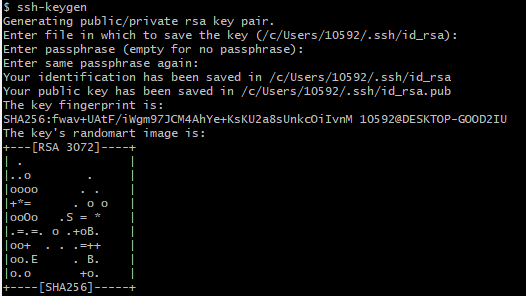 $ ssh-keygen
Generating public/private rsa key pair.
Enter file in which to save the key (/c/Users/10592/.ssh/id_rsa):
Enter passphrase (empty for no passphrase):
Enter same passphrase again:
Your identification has been saved in /c/Users/10592/.ssh/id_rsa
Your public key has been saved in /c/Users/10592/.ssh/id_rsa.pub
The key fingerprint is:
SHA256:fwav+UAtF/iWgm97JCM4AhYe+KsKU2a8sUnkcOiIvnM 10592@DESKTOP-GOOD2IU
The key's randomart image is:
+---[RSA 3072]----+
| .               |
|..o        .     |
|oooo      . .    |
|+*=      . o o   |
|ooOo   .S = *    |
|.=.=. o .+oB.    |
|oo+  . . .=++    |
|oo.E     . B.    |
|o.o       +o.    |
+----[SHA256]-----+